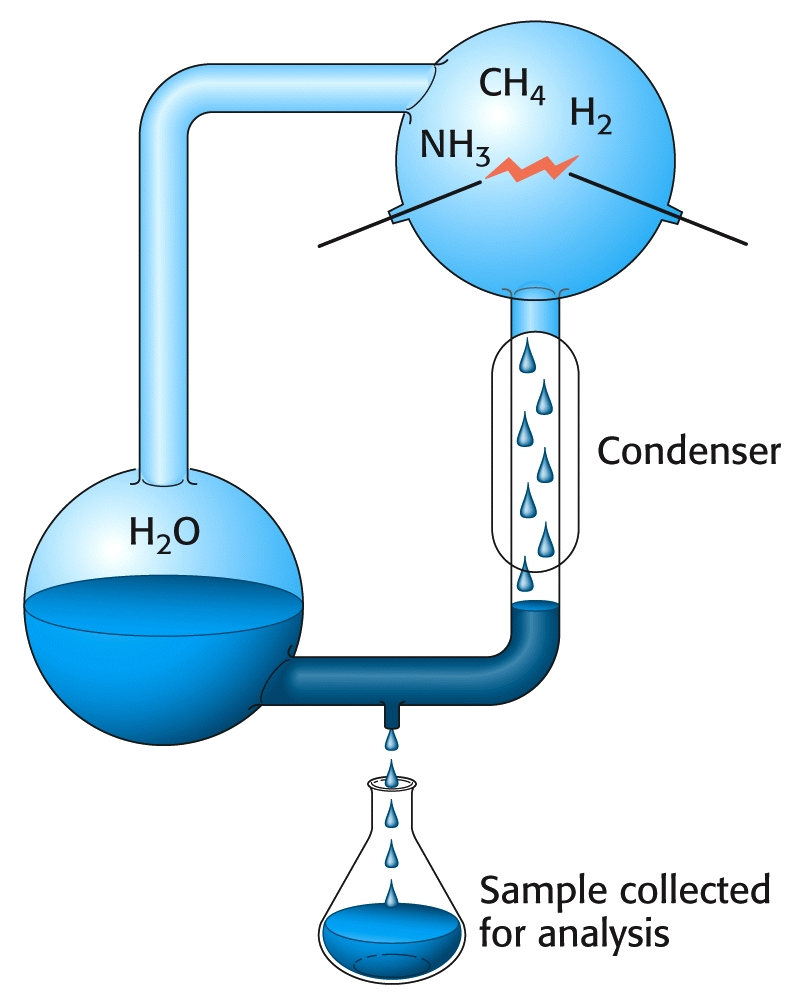 CH₄
H₂
NH₃
Condenser
H₂O
Sample collected
for analysis